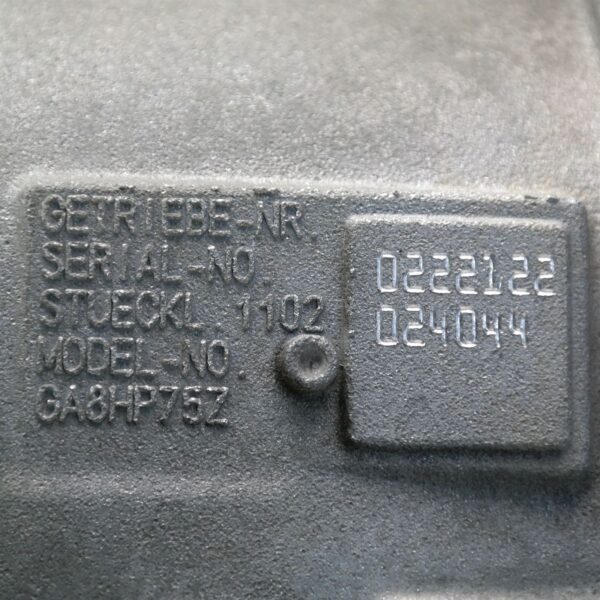 GETRIEBE-NR.
SERIAL-NO.
STUECKL. 1102
MODEL-NO.
GA8HP75Z
0222122
024044